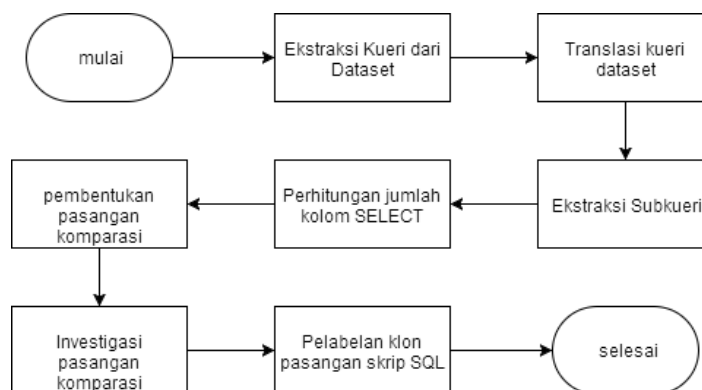 mulai
Ekstraksi Kueri dari
Dataset
Translasi kueri
dataset
Ekstraksi Subkueri
Perhitungan jumlah
kolom SELECT
pembentukan
pasangan
komparasi
Investigasi
pasangan
komparasi
Pelabelan klon
pasangan skrip SQL
selesai